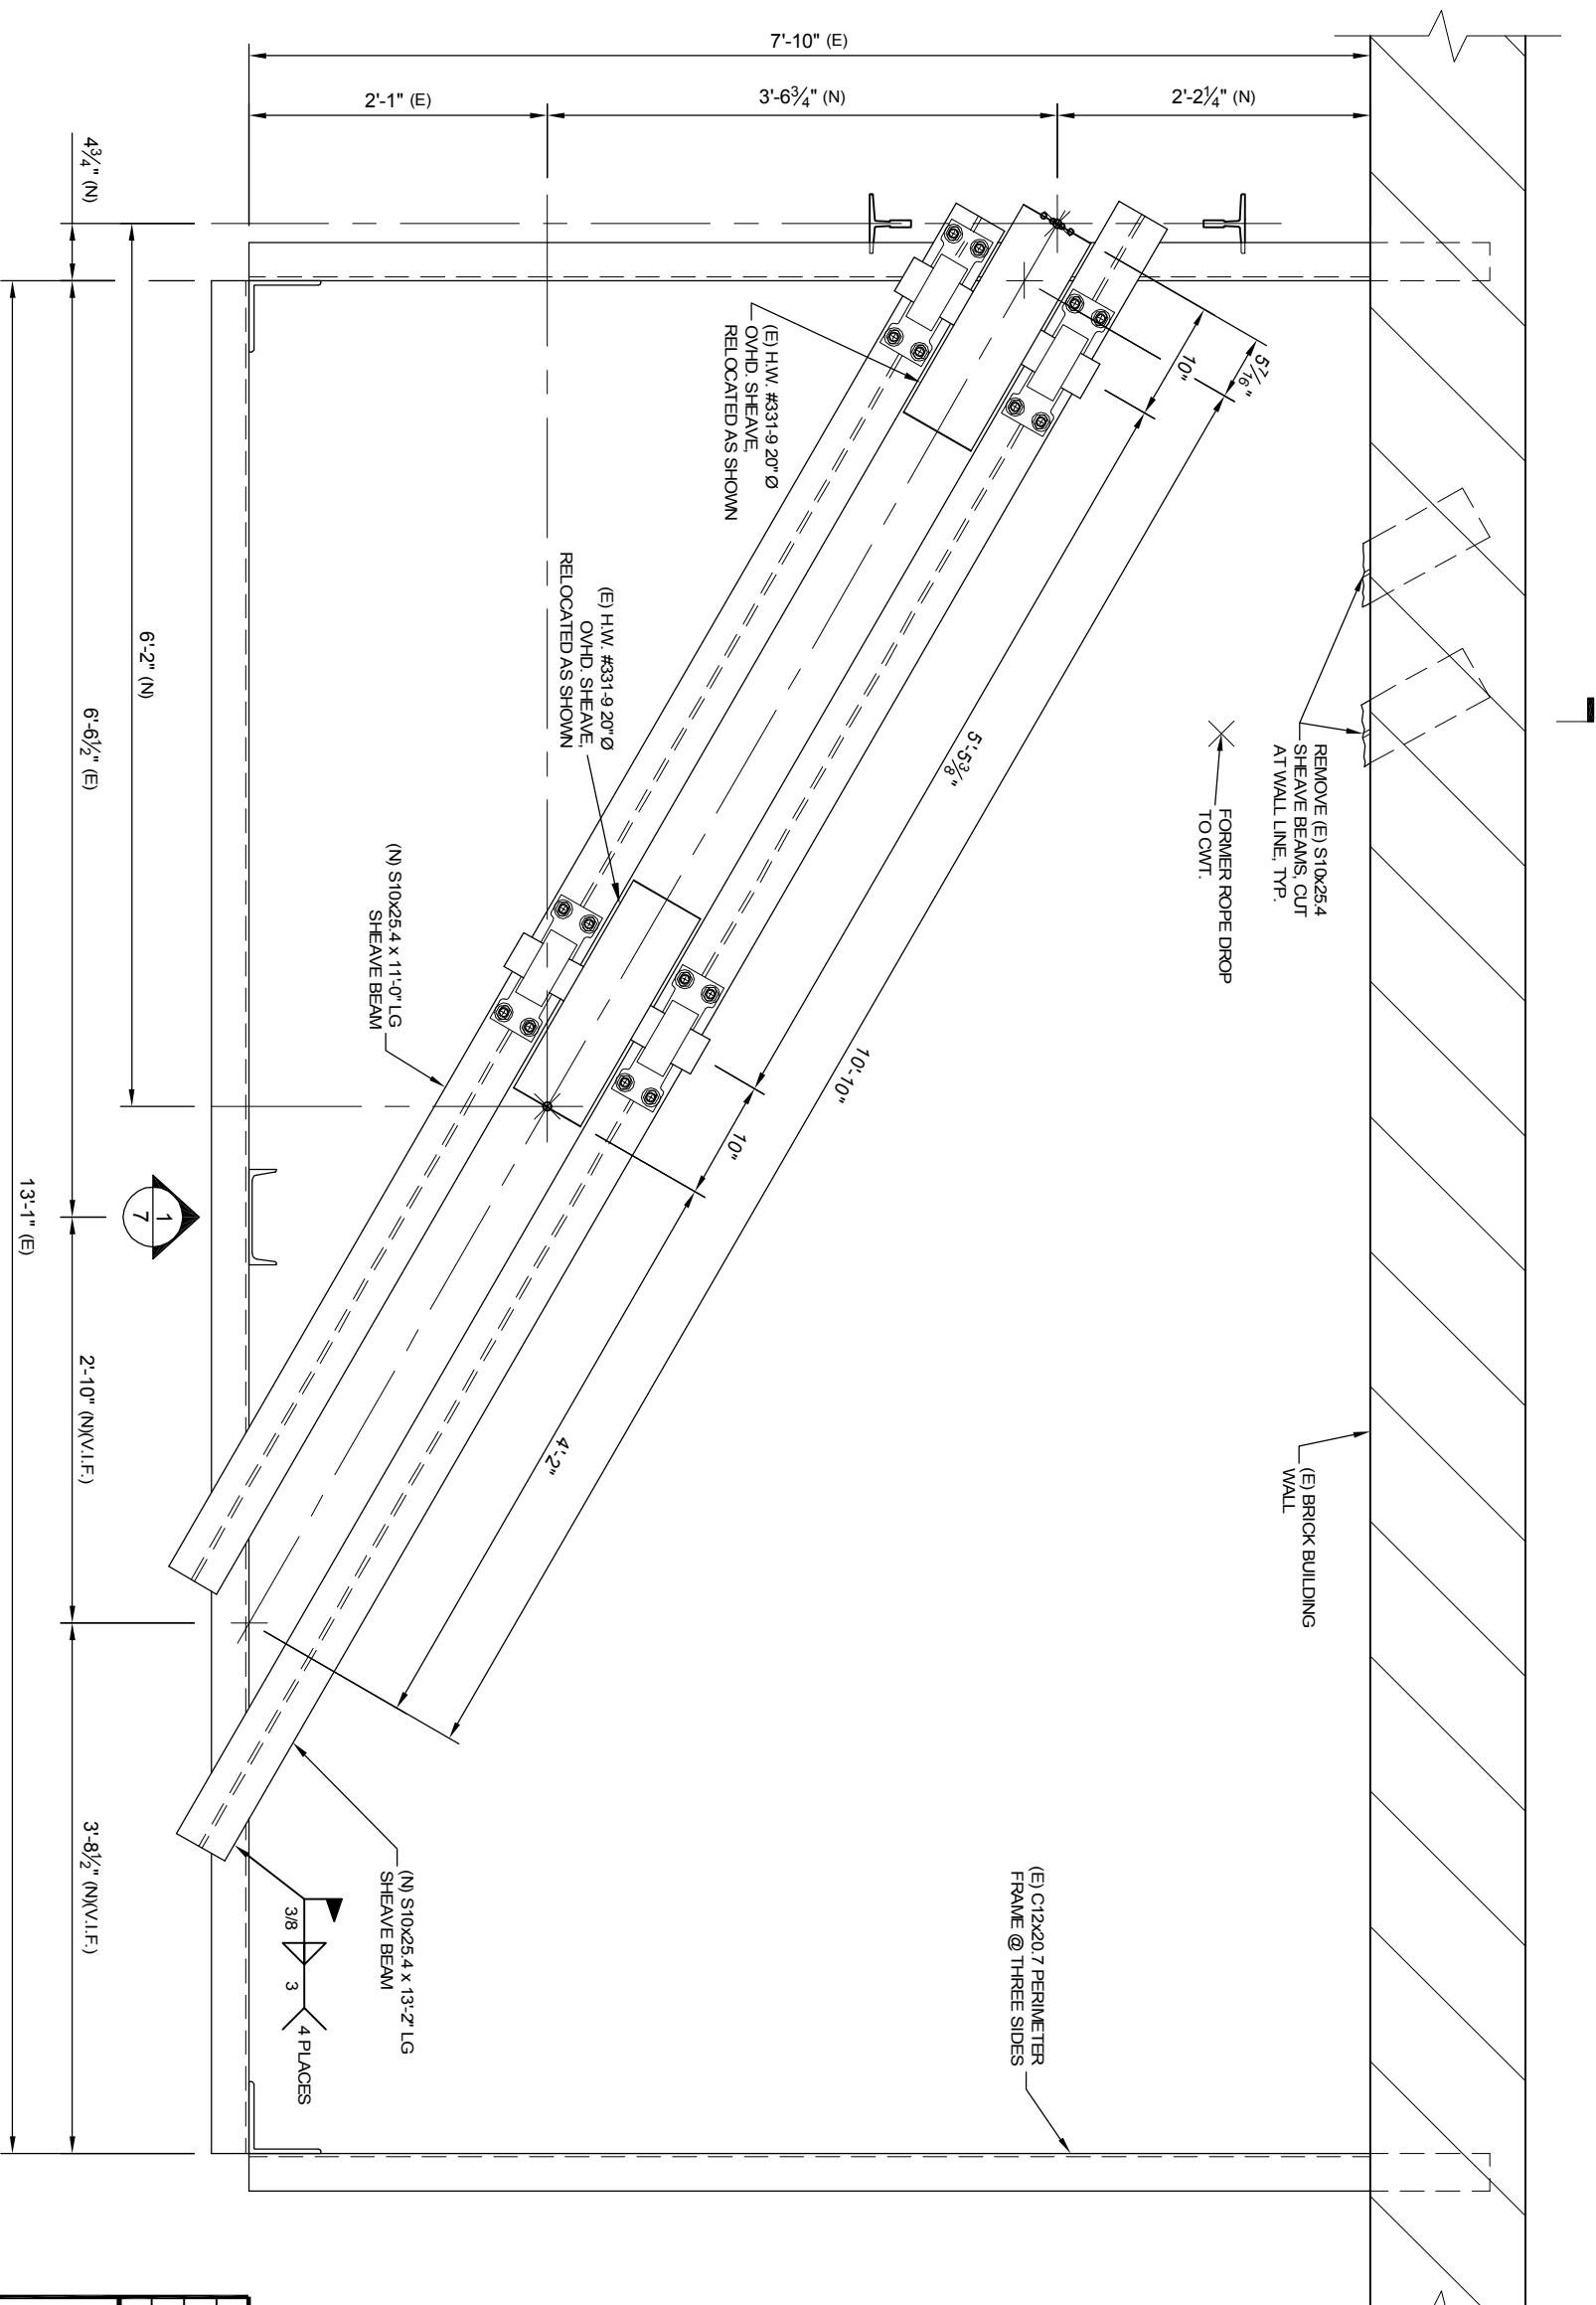 7'-10" (E)
2'-1" (E)
3'-6¾" (N)
2'-2¼" (N)
4¾" (N)
6'-2" (N)
6'-6½" (E)
2'-10" (N)(V.I.F.)
3'-8½" (N)(V.I.F.)
13'-1" (E)
5⁷⁄₁₆"
10"
5'-5⅜"
10'-10"
10"
4'-2"
REMOVE (E) S10x25.4
SHEAVE BEAMS, CUT
AT WALL LINE, TYP.
FORMER ROPE DROP
TO CWT.
(E) H.W. #331-9 20" Ø
OVHD. SHEAVE,
RELOCATED AS SHOWN
(E) H.W. #331-9 20" Ø
OVHD. SHEAVE,
RELOCATED AS SHOWN
(N) S10x25.4 x 11'-0" LG
SHEAVE BEAM
(E) BRICK BUILDING
WALL
(N) S10x25.4 x 13'-2" LG
SHEAVE BEAM
(E) C12x20.7 PERIMETER
FRAME @ THREE SIDES
3/8
3
4 PLACES
1
7